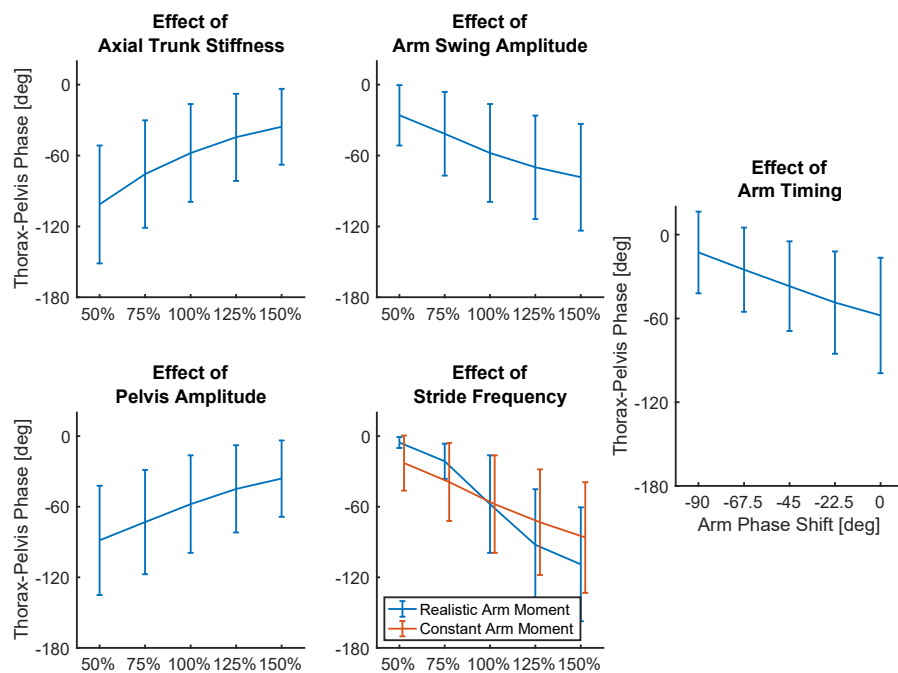 Effect of
Axial Trunk Stiffness
Thorax-Pelvis Phase [deg]
0
-60
-120
-180
50% 75% 100% 125% 150%
Effect of
Arm Swing Amplitude
0
-60
-120
-180
50% 75% 100% 125% 150%
Effect of
Arm Timing
Thorax-Pelvis Phase [deg]
0
-60
-120
-180
-90 -67.5 -45 -22.5 0
Arm Phase Shift [deg]
Effect of
Pelvis Amplitude
Thorax-Pelvis Phase [deg]
0
-60
-120
-180
50% 75% 100% 125% 150%
Effect of
Stride Frequency
0
-60
-120
-180
50% 75% 100% 125% 150%
Realistic Arm Moment
Constant Arm Moment